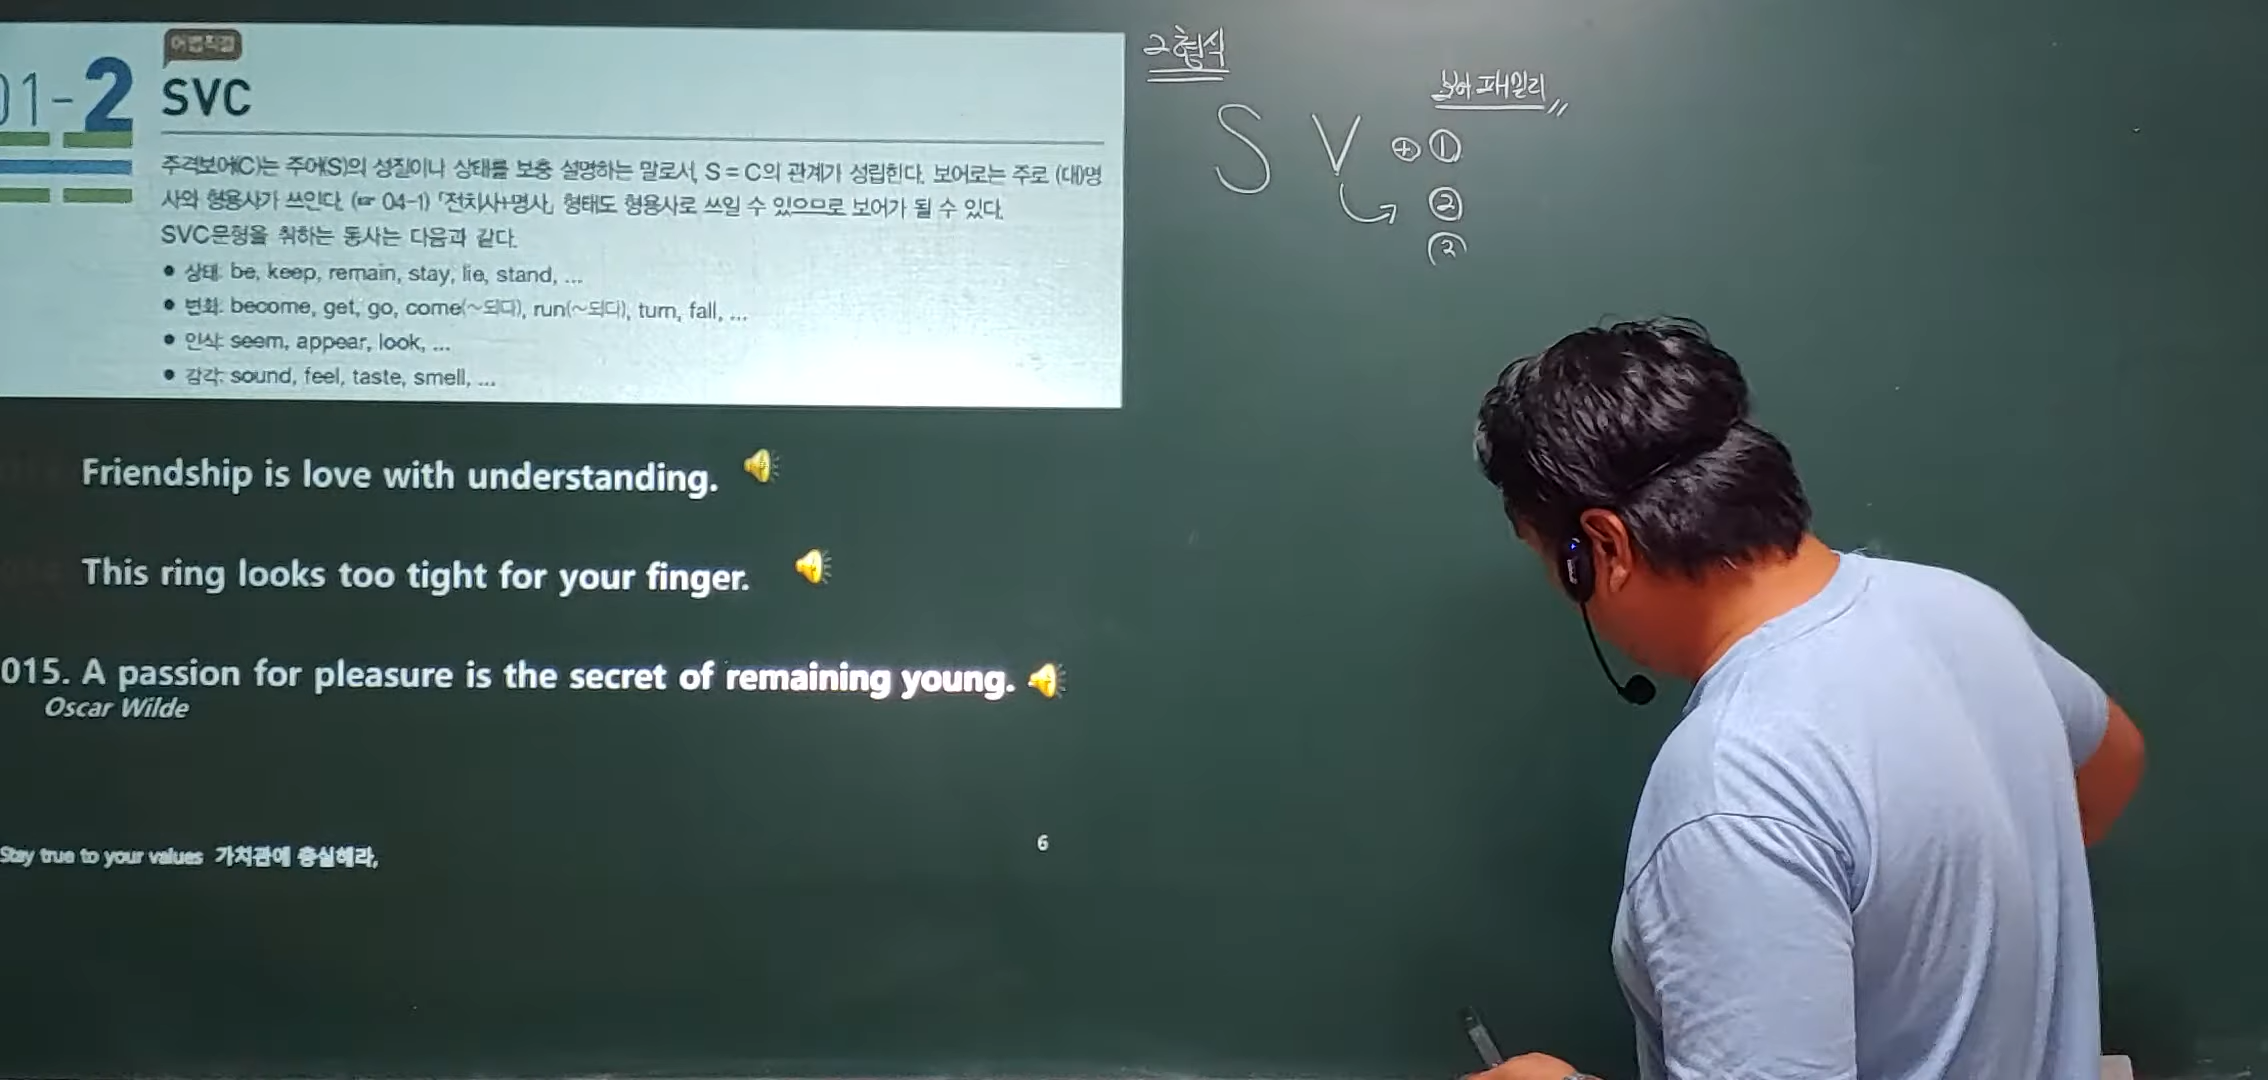 어법직결
01-2 SVC
주격보어(C)는 주어(S)의 성질이나 상태를 보충 설명하는 말로서, S = C의 관계가 성립한다. 보어로는 주로 (대)명
사와 형용사가 쓰인다. (☞ 04-1) 「전치사+명사」 형태도 형용사로 쓰일 수 있으므로 보어가 될 수 있다.
SVC문형을 취하는 동사는 다음과 같다.
● 상태: be, keep, remain, stay, lie, stand, ...
● 변화: become, get, go, come(~되다), run(~되다), turn, fall, ...
● 인식: seem, appear, look, ...
● 감각: sound, feel, taste, smell, ...
2형식
보어 패밀리
S V ⊕ ①
②
③
Friendship is love with understanding.
This ring looks too tight for your finger.
015. A passion for pleasure is the secret of remaining young.
Oscar Wilde
6
Stay true to your values 가치관에 충실해라,